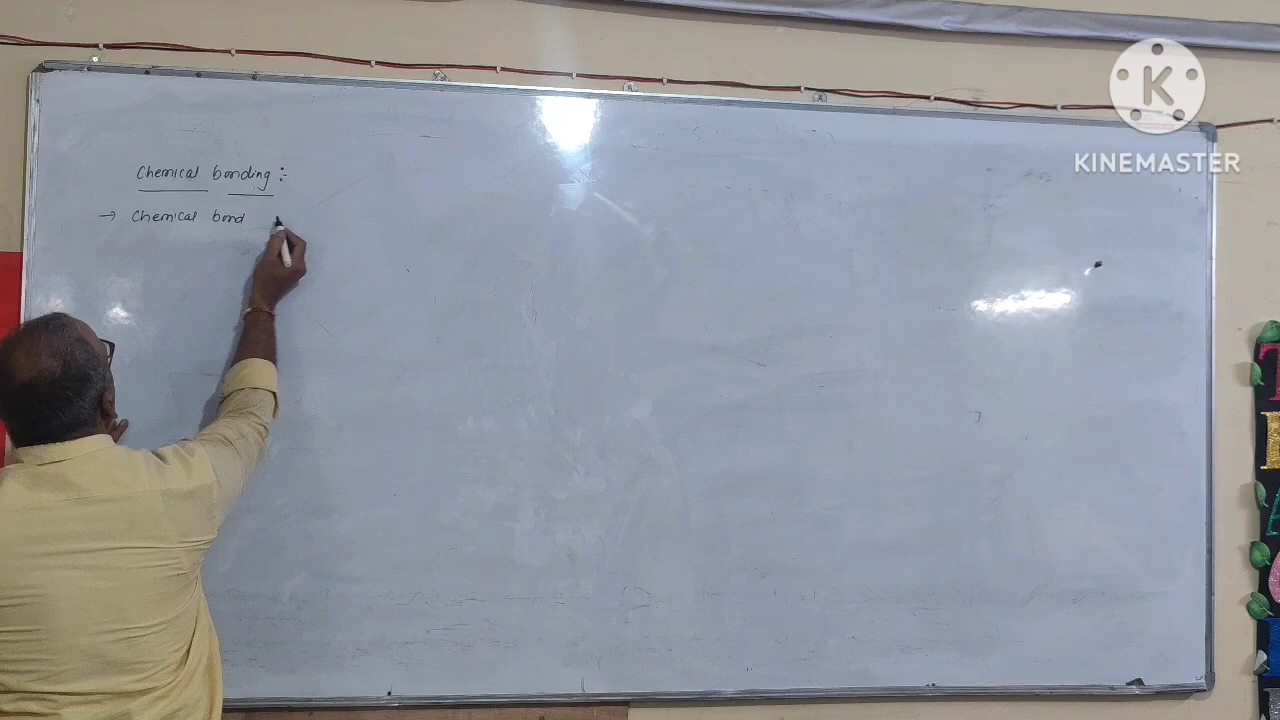 K
KINEMASTER
Chemical bonding :-
→ Chemical bond